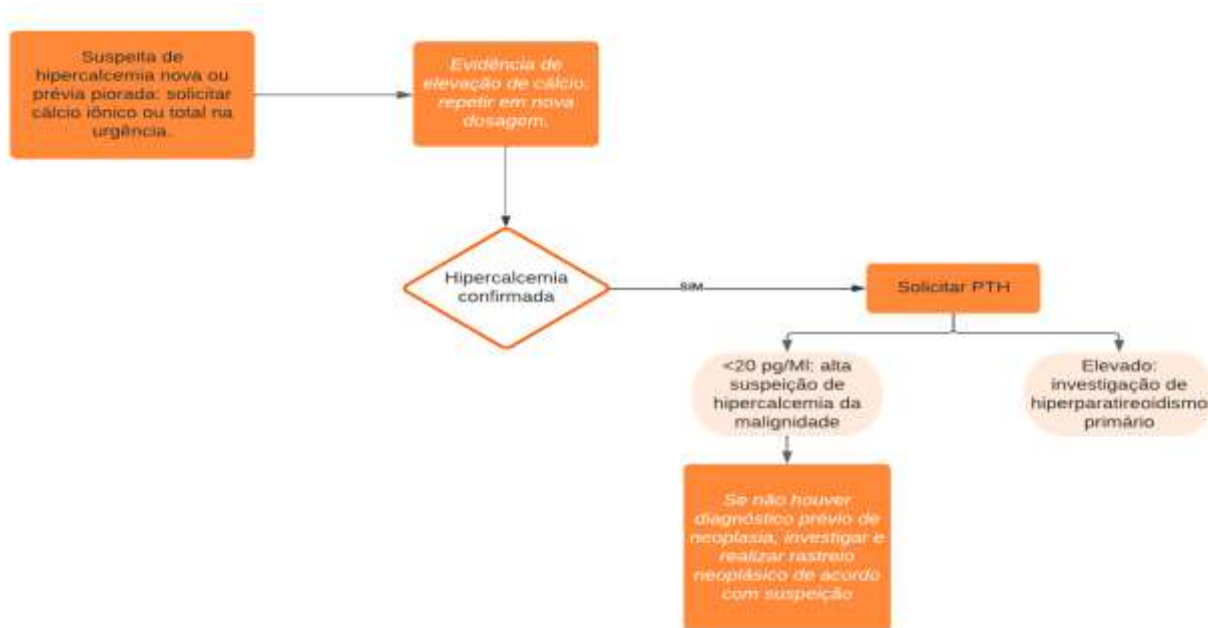 Suspeita de
hipercalcemia nova ou
prévia piorada: solicitar
cálcio iônico ou total na
urgência.
Evidência de
elevação de cálcio:
repetir em nova
dosagem.
Hipercalcemia
confirmada
SIM
Solicitar PTH
<20 pg/Ml: alta
suspeição de
hipercalcemia da
malignidade
Elevado:
investigação de
hiperparatireoidismo
primário
Se não houver
diagnóstico prévio de
neoplasia, investigar e
realizar rastreio
neoplásico de acordo
com suspeição